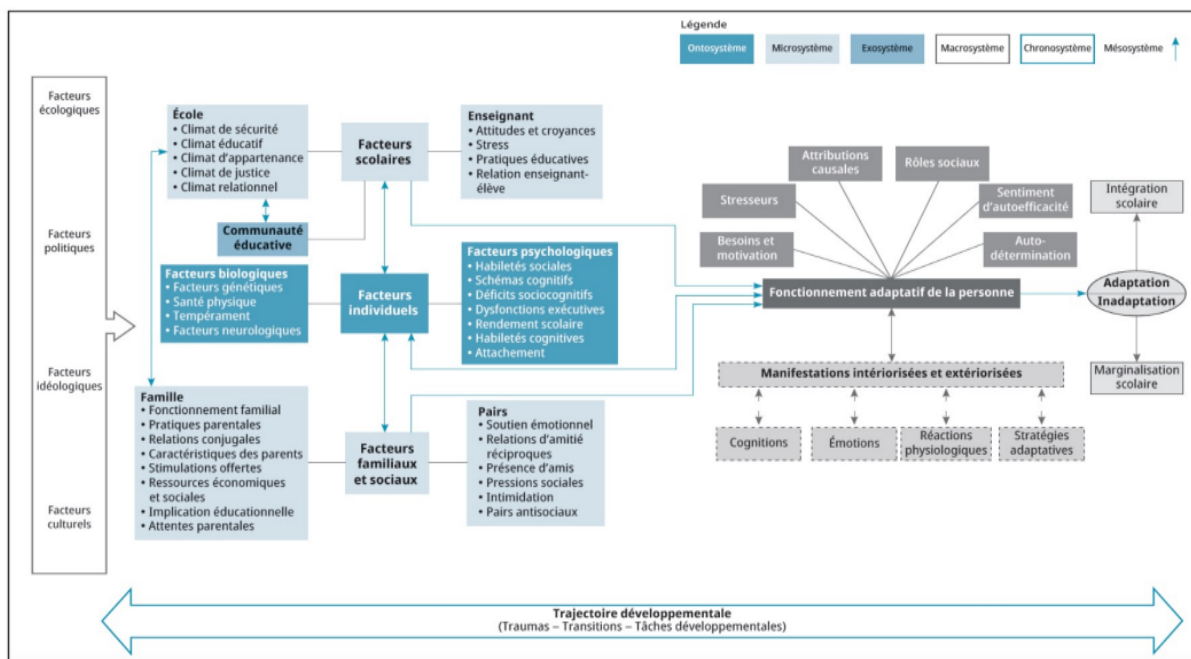 Légende
Ontosystème
Microsystème
Exosystème
Macrosystème
Chronosystème
Mésosystème
Facteurs
écologiques
Facteurs
politiques
Facteurs
idéologiques
Facteurs
culturels
École
• Climat de sécurité
• Climat éducatif
• Climat d'appartenance
• Climat de justice
• Climat relationnel
Facteurs
scolaires
Enseignant
• Attitudes et croyances
• Stress
• Pratiques éducatives
• Relation enseignant-
élève
Communauté
éducative
Facteurs biologiques
• Facteurs génétiques
• Santé physique
• Tempérament
• Facteurs neurologiques
Facteurs
individuels
Facteurs psychologiques
• Habiletés sociales
• Schémas cognitifs
• Déficits sociocognitifs
• Dysfonctions exécutives
• Rendement scolaire
• Habiletés cognitives
• Attachement
Famille
• Fonctionnement familial
• Pratiques parentales
• Relations conjugales
• Caractéristiques des parents
• Stimulations offertes
• Ressources économiques
et sociales
• Implication éducationnelle
• Attentes parentales
Facteurs
familiaux
et sociaux
Pairs
• Soutien émotionnel
• Relations d'amitié
réciproques
• Présence d'amis
• Pressions sociales
• Intimidation
• Pairs antisociaux
Attributions
causales
Rôles sociaux
Stresseurs
Sentiment
d'autoefficacité
Besoins et
motivation
Auto-
détermination
Fonctionnement adaptatif de la personne
Intégration
scolaire
Adaptation
Inadaptation
Marginalisation
scolaire
Manifestations intériorisées et extériorisées
Cognitions
Émotions
Réactions
physiologiques
Stratégies
adaptatives
Trajectoire développementale
(Traumas – Transitions – Tâches développementales)